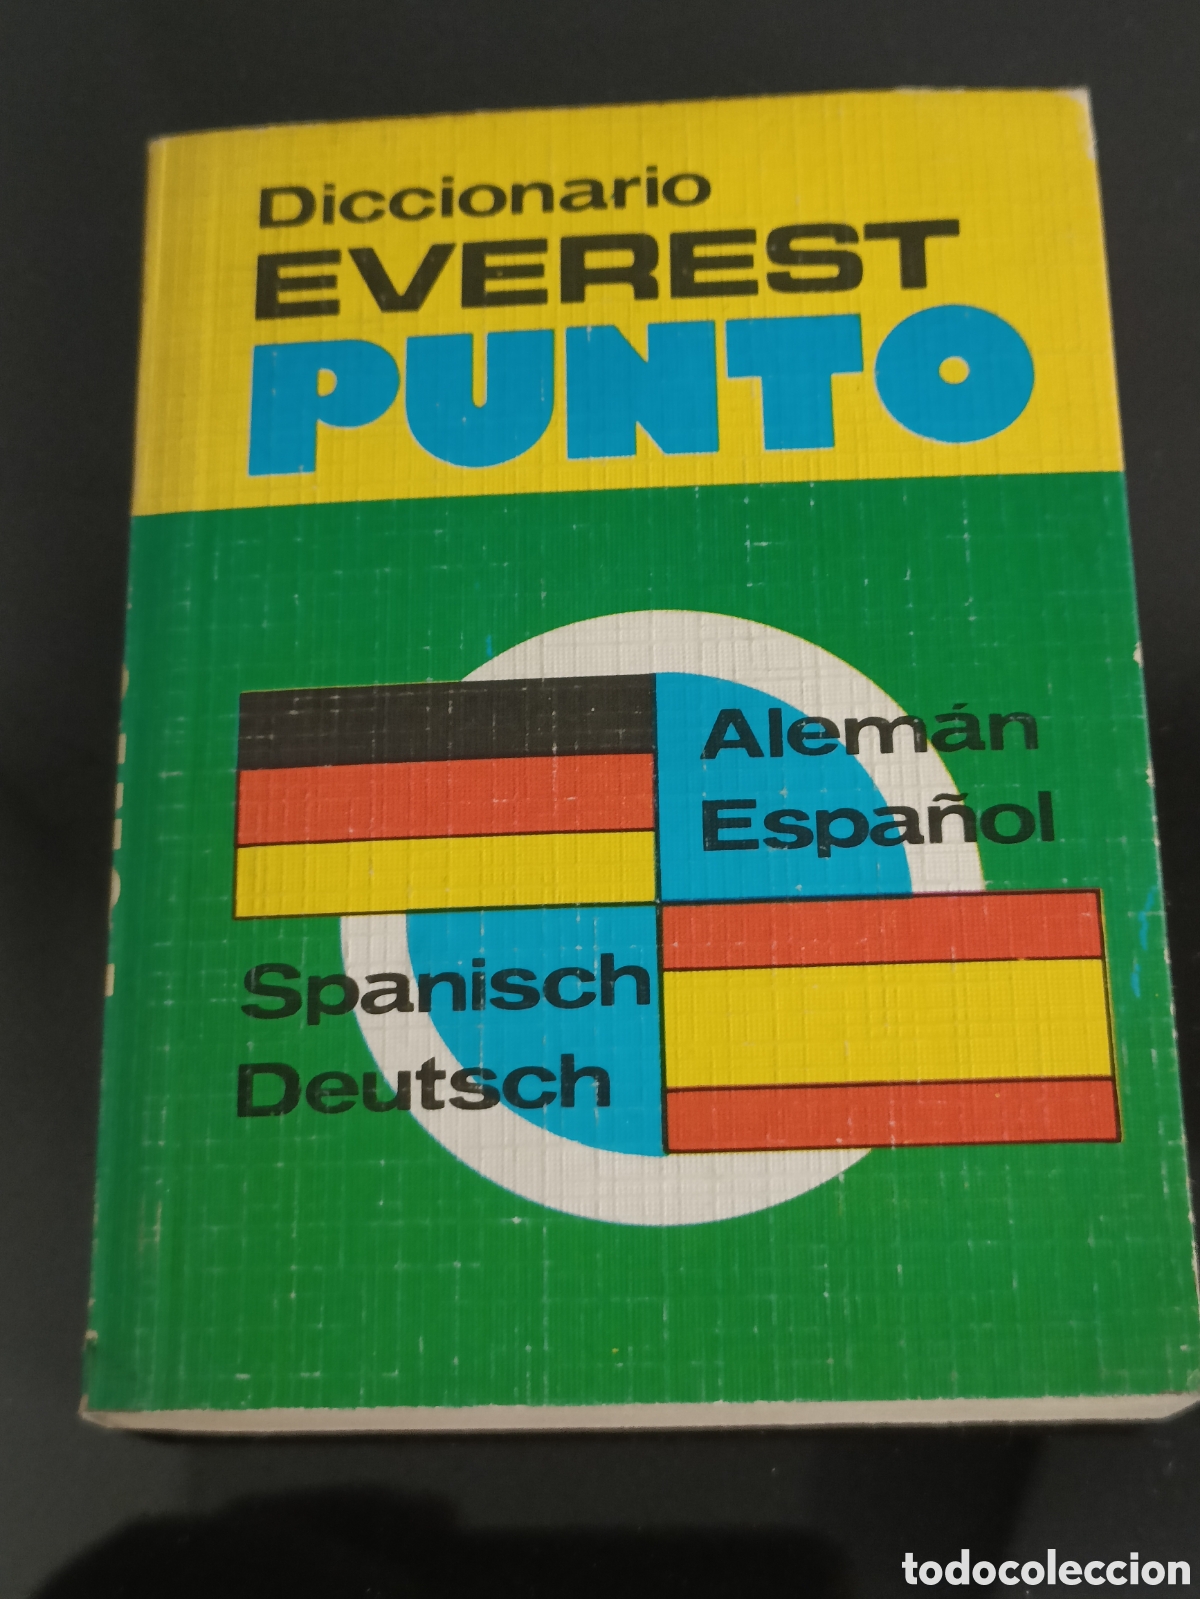 Diccionario
EVEREST
PUNTO
Alemán
Español
Spanisch
Deutsch
todocoleccion